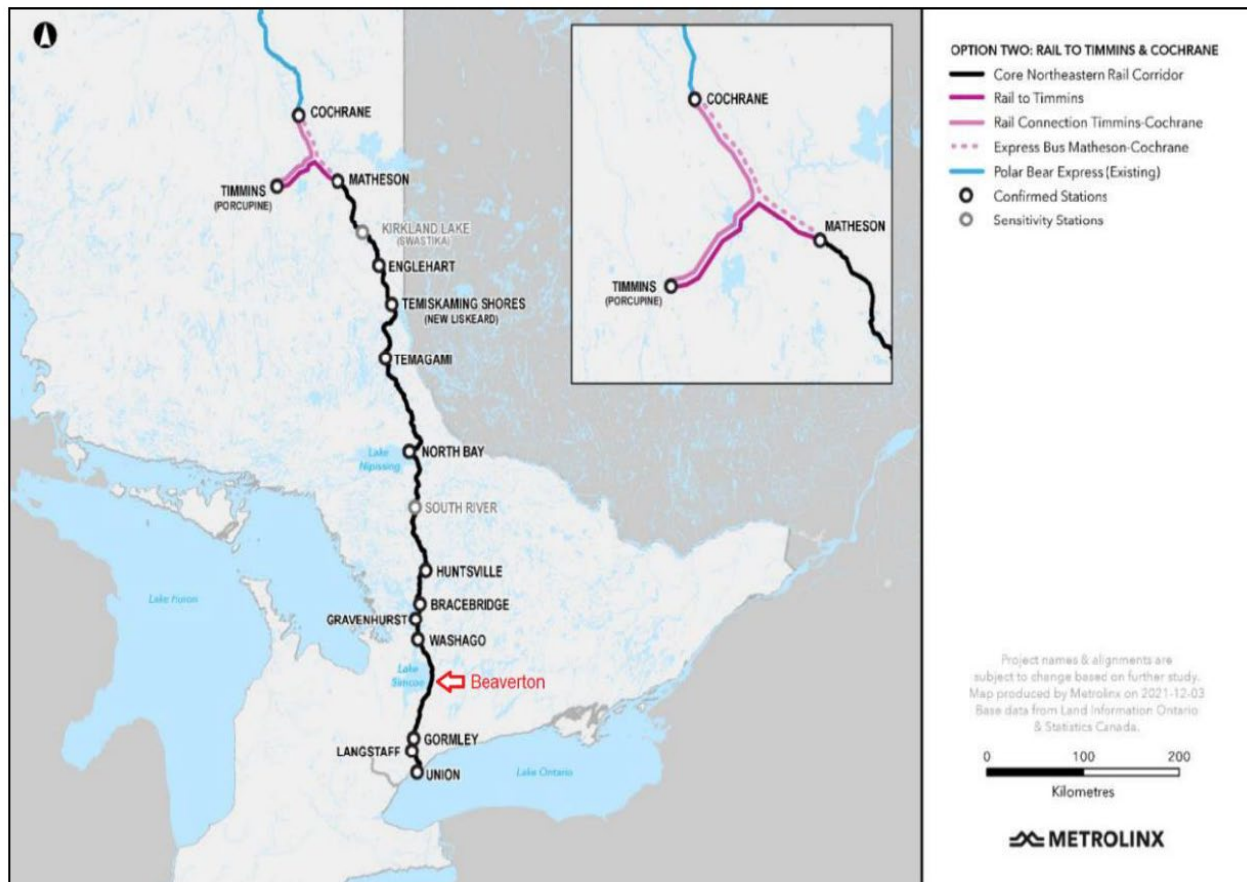 COCHRANE
TIMMINS
(PORCUPINE)
MATHESON
KIRKLAND LAKE
(SWASTIKA)
ENGLEHART
TEMISKAMING SHORES
(NEW LISKEARD)
TEMAGAMI
Lake
Nipissing
NORTH BAY
SOUTH RIVER
HUNTSVILLE
BRACEBRIDGE
GRAVENHURST
WASHAGO
Lake
Simcoe
Beaverton
Lake Huron
GORMLEY
LANGSTAFF
UNION
Lake Ontario
COCHRANE
MATHESON
TIMMINS
(PORCUPINE)
OPTION TWO: RAIL TO TIMMINS & COCHRANE
Core Northeastern Rail Corridor
Rail to Timmins
Rail Connection Timmins-Cochrane
Express Bus Matheson-Cochrane
Polar Bear Express (Existing)
Confirmed Stations
Sensitivity Stations
Project names & alignments are
subject to change based on further study.
Map produced by Metrolinx on 2021-12-03
Base data from Land Information Ontario
& Statistics Canada.
0 100 200
Kilometres
METROLINX